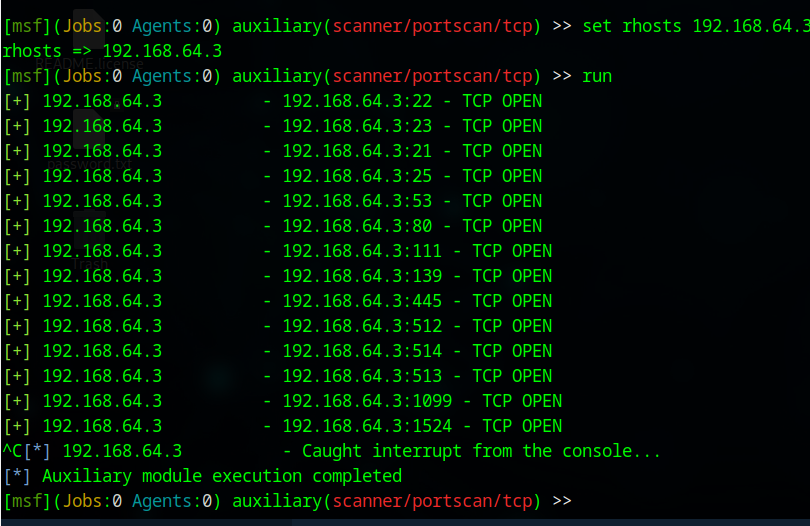 [msf](Jobs:0 Agents:0) auxiliary(scanner/portscan/tcp) >> set rhosts 192.168.64.3
rhosts => 192.168.64.3
[msf](Jobs:0 Agents:0) auxiliary(scanner/portscan/tcp) >> run
[+] 192.168.64.3          - 192.168.64.3:22 - TCP OPEN
[+] 192.168.64.3          - 192.168.64.3:23 - TCP OPEN
[+] 192.168.64.3          - 192.168.64.3:21 - TCP OPEN
[+] 192.168.64.3          - 192.168.64.3:25 - TCP OPEN
[+] 192.168.64.3          - 192.168.64.3:53 - TCP OPEN
[+] 192.168.64.3          - 192.168.64.3:80 - TCP OPEN
[+] 192.168.64.3          - 192.168.64.3:111 - TCP OPEN
[+] 192.168.64.3          - 192.168.64.3:139 - TCP OPEN
[+] 192.168.64.3          - 192.168.64.3:445 - TCP OPEN
[+] 192.168.64.3          - 192.168.64.3:512 - TCP OPEN
[+] 192.168.64.3          - 192.168.64.3:514 - TCP OPEN
[+] 192.168.64.3          - 192.168.64.3:513 - TCP OPEN
[+] 192.168.64.3          - 192.168.64.3:1099 - TCP OPEN
[+] 192.168.64.3          - 192.168.64.3:1524 - TCP OPEN
^C[*] 192.168.64.3          - Caught interrupt from the console...
[*] Auxiliary module execution completed
[msf](Jobs:0 Agents:0) auxiliary(scanner/portscan/tcp) >>
Trash